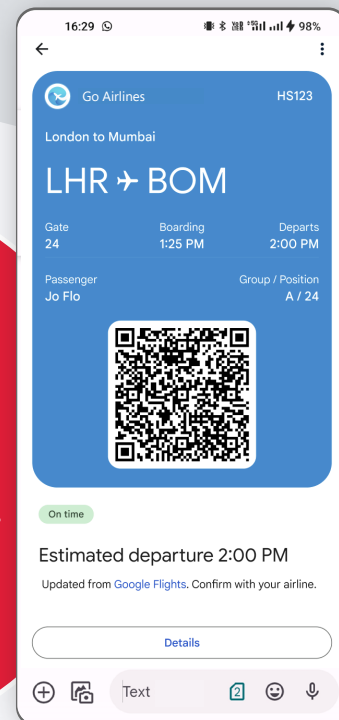 16:29 98%
Go Airlines HS123
London to Mumbai
LHR BOM
Gate Boarding Departs
24 1:25 PM 2:00 PM
Passenger Group / Position
Jo Flo A / 24
On time
Estimated departure 2:00 PM
Updated from Google Flights. Confirm with your airline.
Details
Text 2